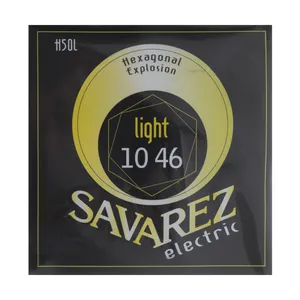 H50L
Hexagonal
Explosion
light
10 46
SAVAREZ
electric